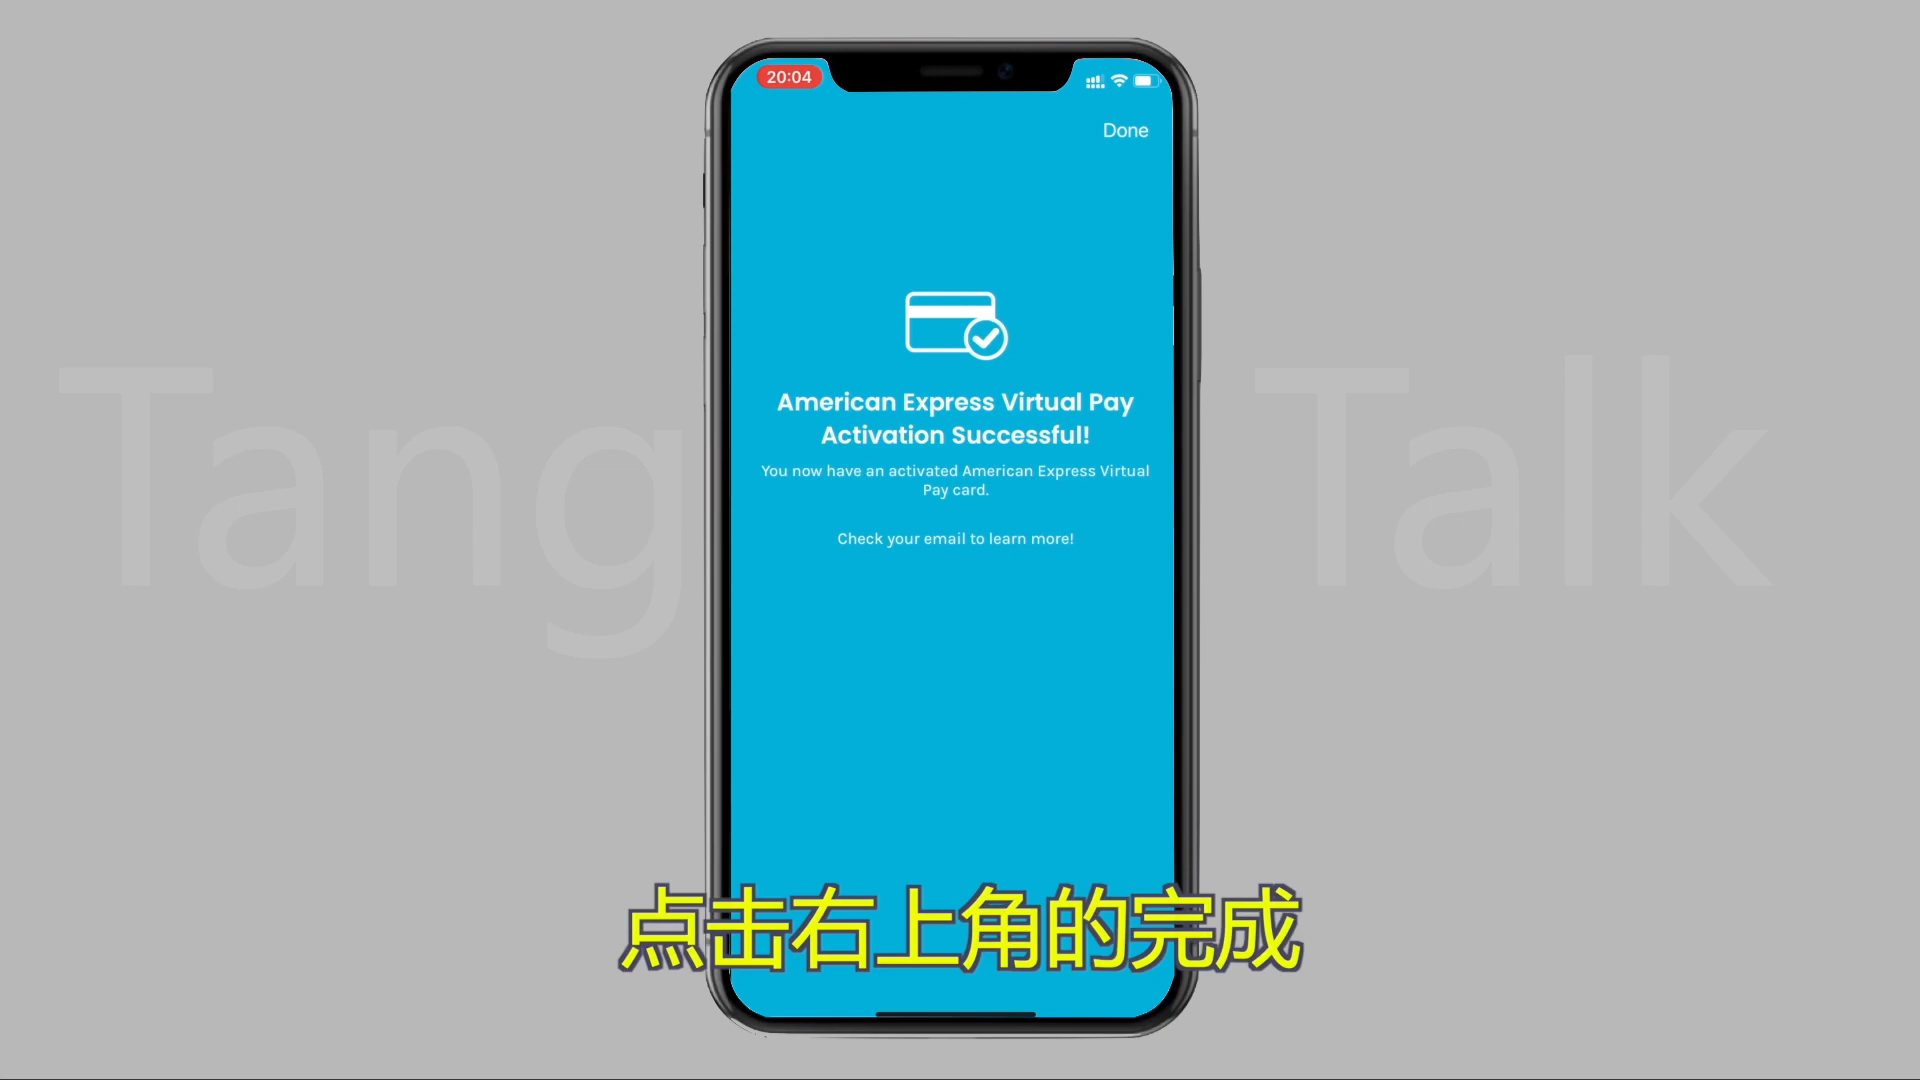 20:04
Done
Tang Talk
American Express Virtual Pay
Activation Successful!
You now have an activated American Express Virtual
Pay card.
Check your email to learn more!
点击右上角的完成